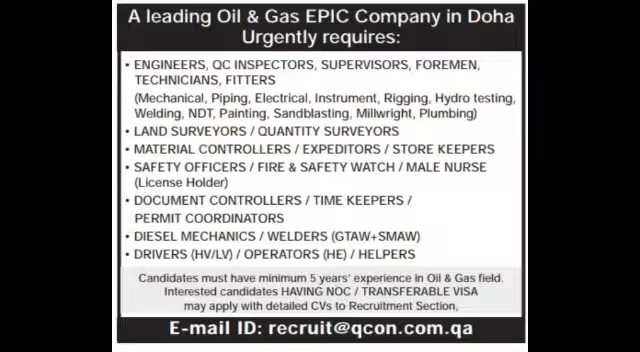 A leading Oil & Gas EPIC Company in Doha
Urgently requires:
• ENGINEERS, QC INSPECTORS, SUPERVISORS, FOREMEN,
TECHNICIANS, FITTERS
(Mechanical, Piping, Electrical, Instrument, Rigging, Hydro testing,
Welding, NDT, Painting, Sandblasting, Millwright, Plumbing)
• LAND SURVEYORS / QUANTITY SURVEYORS
• MATERIAL CONTROLLERS / EXPEDITORS / STORE KEEPERS
• SAFETY OFFICERS / FIRE & SAFETY WATCH / MALE NURSE
(License Holder)
• DOCUMENT CONTROLLERS / TIME KEEPERS /
PERMIT COORDINATORS
• DIESEL MECHANICS / WELDERS (GTAW+SMAW)
• DRIVERS (HV/LV) / OPERATORS (HE) / HELPERS
Candidates must have minimum 5 years' experience in Oil & Gas field.
Interested candidates HAVING NOC / TRANSFERABLE VISA
may apply with detailed CVs to Recruitment Section,
E-mail ID: recruit@qcon.com.qa